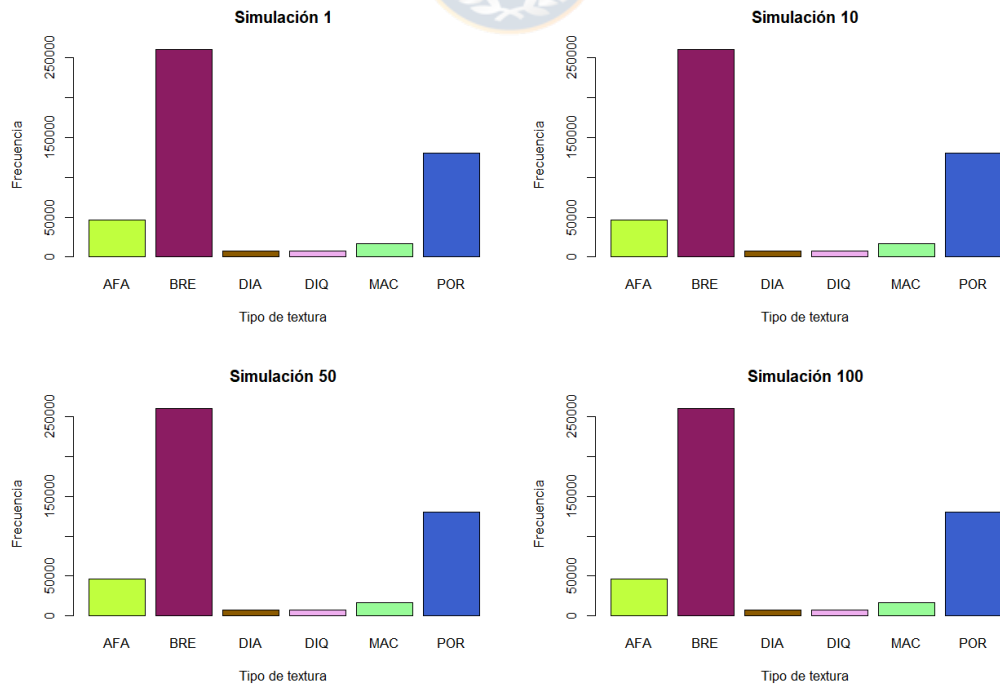 Simulación 1
Frecuencia
250000
150000
50000
0
AFA BRE DIA DIQ MAC POR
Tipo de textura
Simulación 10
Frecuencia
250000
150000
50000
0
AFA BRE DIA DIQ MAC POR
Tipo de textura
Simulación 50
Frecuencia
250000
150000
50000
0
AFA BRE DIA DIQ MAC POR
Tipo de textura
Simulación 100
Frecuencia
250000
150000
50000
0
AFA BRE DIA DIQ MAC POR
Tipo de textura